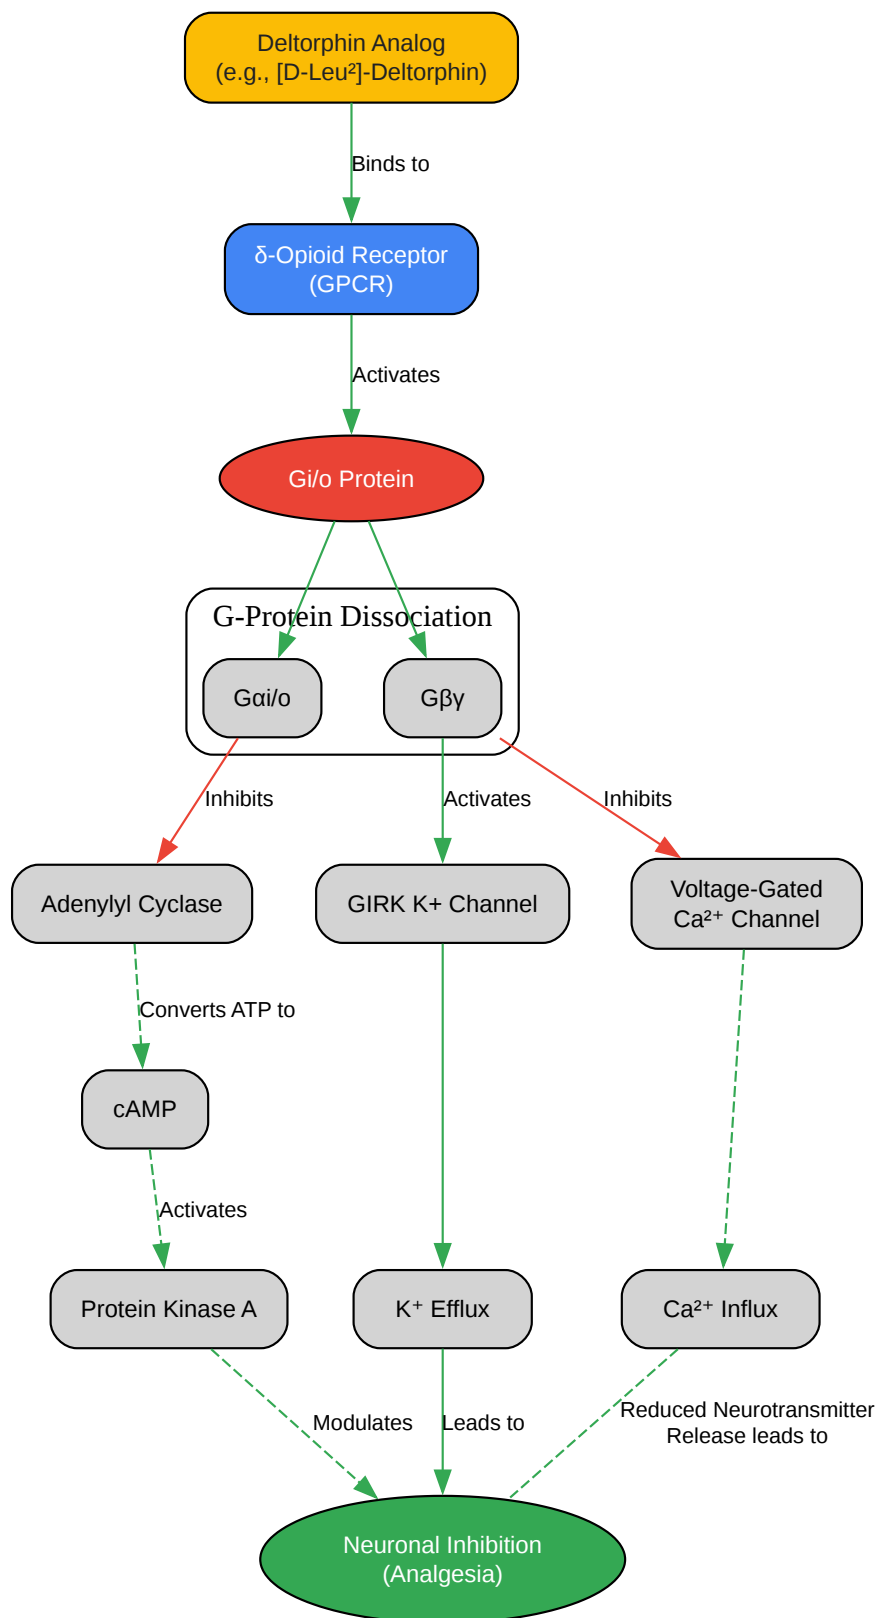 Deltorphin Analog
(e.g., [D-Leu²]-Deltorphin)
Binds to
δ-Opioid Receptor
(GPCR)
Activates
Gi/o Protein
G-Protein Dissociation
Gαi/o
Gβγ
Inhibits
Activates
Inhibits
Adenylyl Cyclase
GIRK K+ Channel
Voltage-Gated
Ca²⁺ Channel
Converts ATP to
cAMP
Activates
Protein Kinase A
K⁺ Efflux
Ca²⁺ Influx
Modulates
Leads to
Reduced Neurotransmitter
Release leads to
Neuronal Inhibition
(Analgesia)